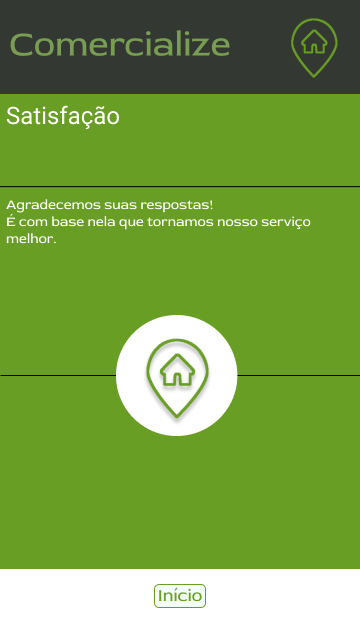 Comercialize
Satisfação
Agradecemos suas respostas!
É com base nela que tornamos nosso serviço
melhor.
Início